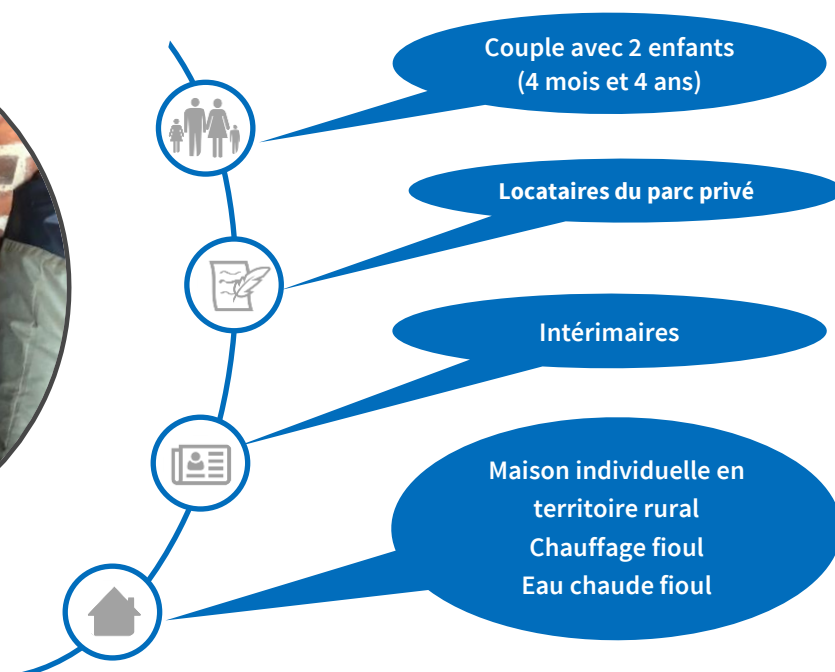 Couple avec 2 enfants
(4 mois et 4 ans)
Locataires du parc privé
Intérimaires
Maison individuelle en
territoire rural
Chauffage fioul
Eau chaude fioul